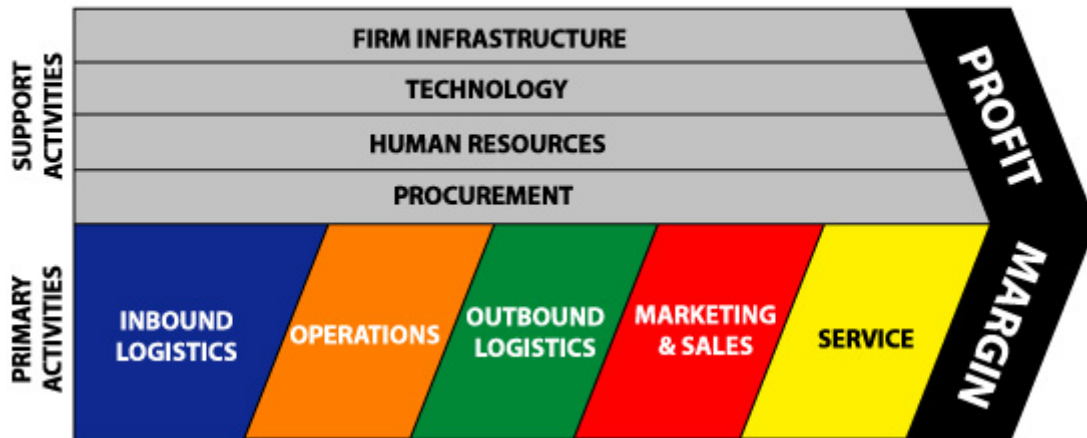 SUPPORT
ACTIVITIES
FIRM INFRASTRUCTURE
TECHNOLOGY
HUMAN RESOURCES
PROCUREMENT
PRIMARY
ACTIVITIES
INBOUND
LOGISTICS
OPERATIONS
OUTBOUND
LOGISTICS
MARKETING
& SALES
SERVICE
PROFIT
MARGIN